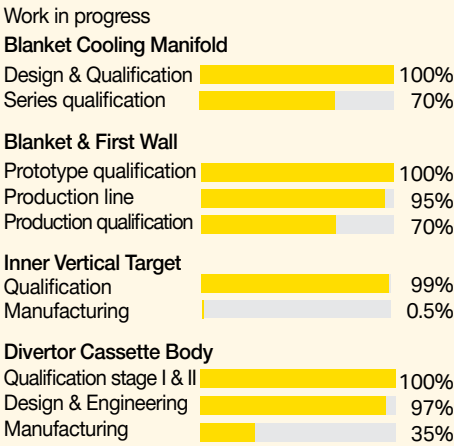 Work in progress
Blanket Cooling Manifold
Design & Qualification 100%
Series qualification 70%
Blanket & First Wall
Prototype qualification 100%
Production line 95%
Production qualification 70%
Inner Vertical Target
Qualification 99%
Manufacturing 0.5%
Divertor Cassette Body
Qualification stage I & II 100%
Design & Engineering 97%
Manufacturing 35%